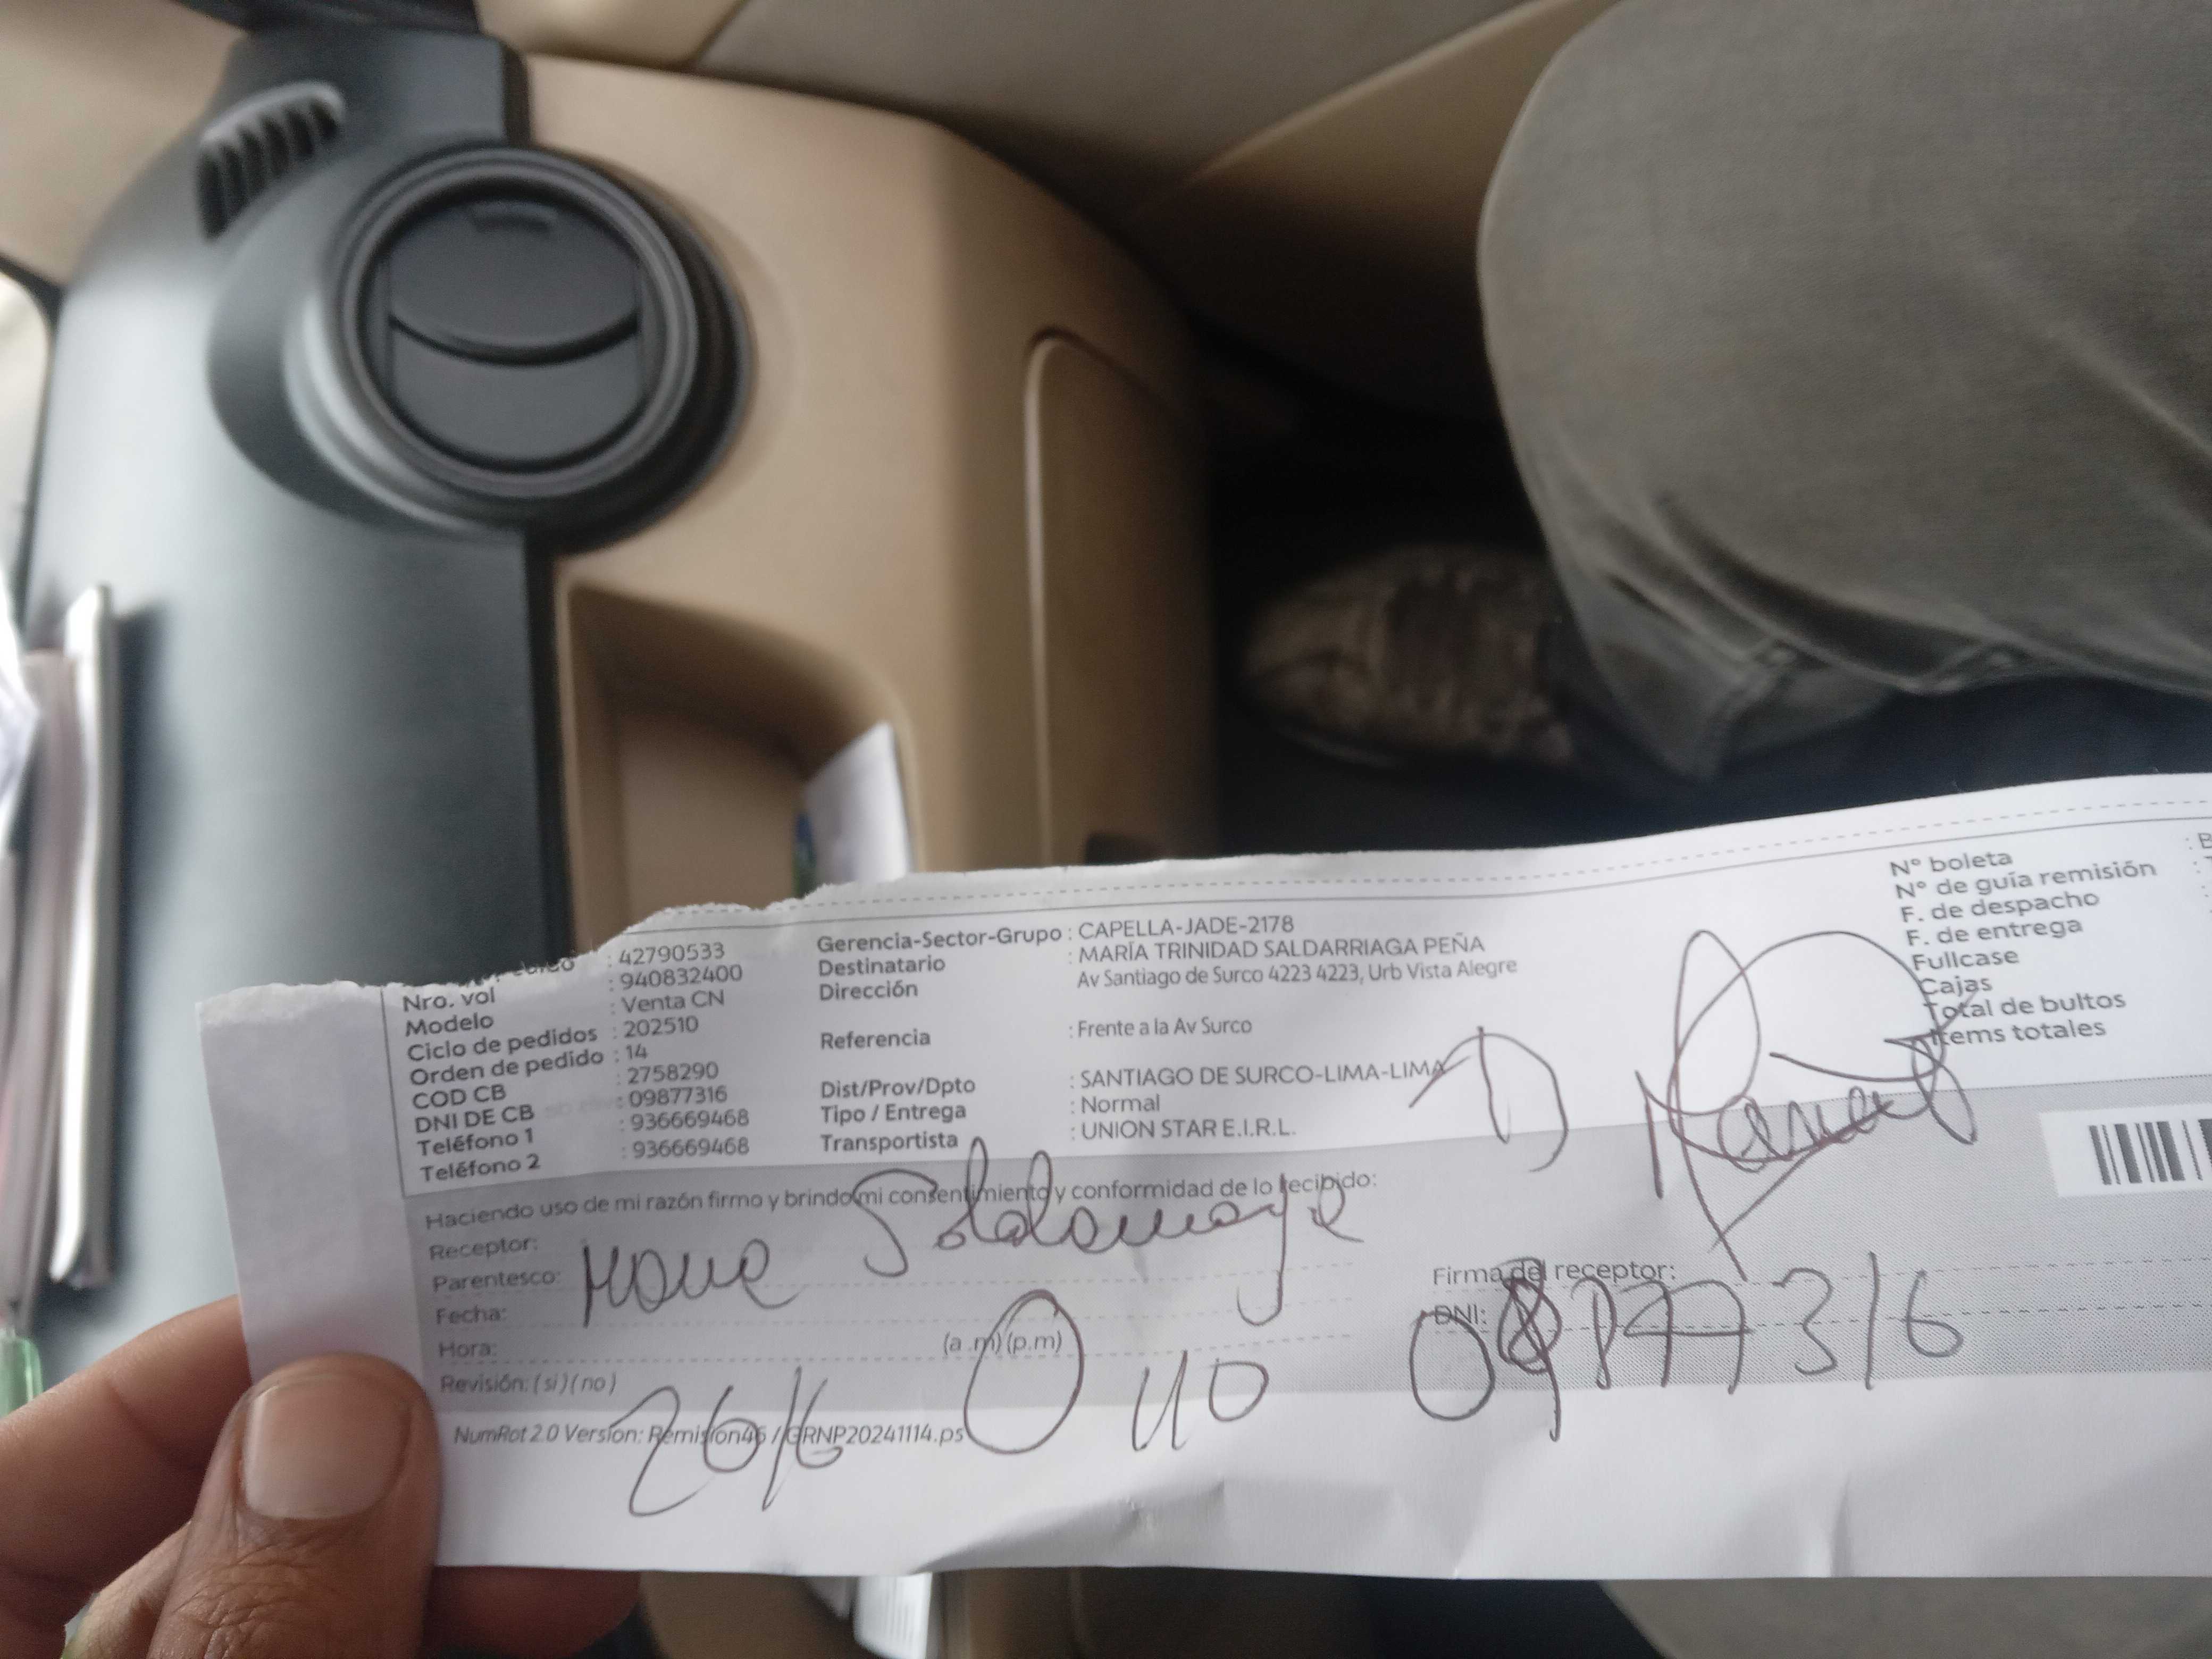 : 42790533
Nro. vol : 940832400
Modelo : Venta CN
Ciclo de pedidos : 202510
Orden de pedido : 14
COD CB : 2758290
DNI DE CB : 09877316
Teléfono 1 : 936669468
Teléfono 2 : 936669468
Gerencia-Sector-Grupo : CAPELLA-JADE-2178
Destinatario : MARÍA TRINIDAD SALDARRIAGA PEÑA
Dirección Av Santiago de Surco 4223 4223, Urb Vista Alegre
Referencia : Frente a la Av Surco
Dist/Prov/Dpto : SANTIAGO DE SURCO-LIMA-LIMA
Tipo / Entrega : Normal
Transportista : UNION STAR E.I.R.L.
N° boleta : B
N° de guía remisión :
F. de despacho :
F. de entrega
Fullcase
Cajas
Total de bultos
Items totales
Haciendo uso de mi razón firmo y brindo mi consentimiento y conformidad de lo recibido:
Receptor:
Parentesco:
Fecha:
Hora: (a .m)(p.m)
Revisión: ( si ) ( no )
Firma del receptor:
DNI: 09877316
26/6
NumRot 2.0 Version: Remision46 / GRNP20241114.ps